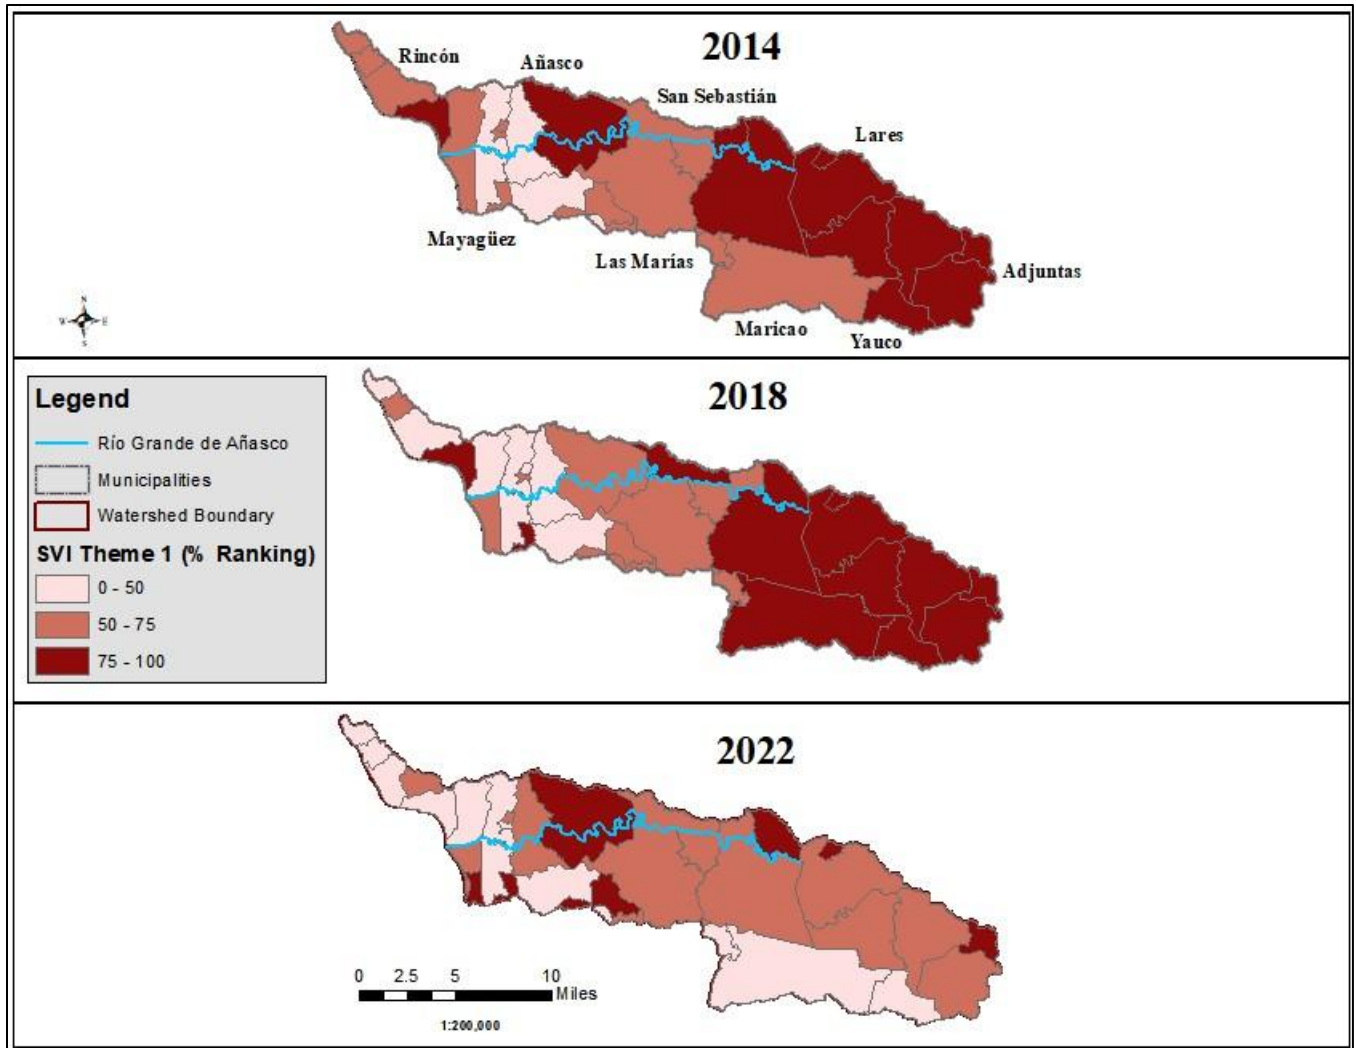 2014
Rincón
Añasco
San Sebastián
Lares
Mayagüez
Las Marías
Adjuntas
Maricao
Yauco
N
W
E
S
2018
Legend
Río Grande de Añasco
Municipalities
Watershed Boundary
SVI Theme 1 (% Ranking)
0 - 50
50 - 75
75 - 100
2022
0 2.5 5 10
Miles
1:200,000